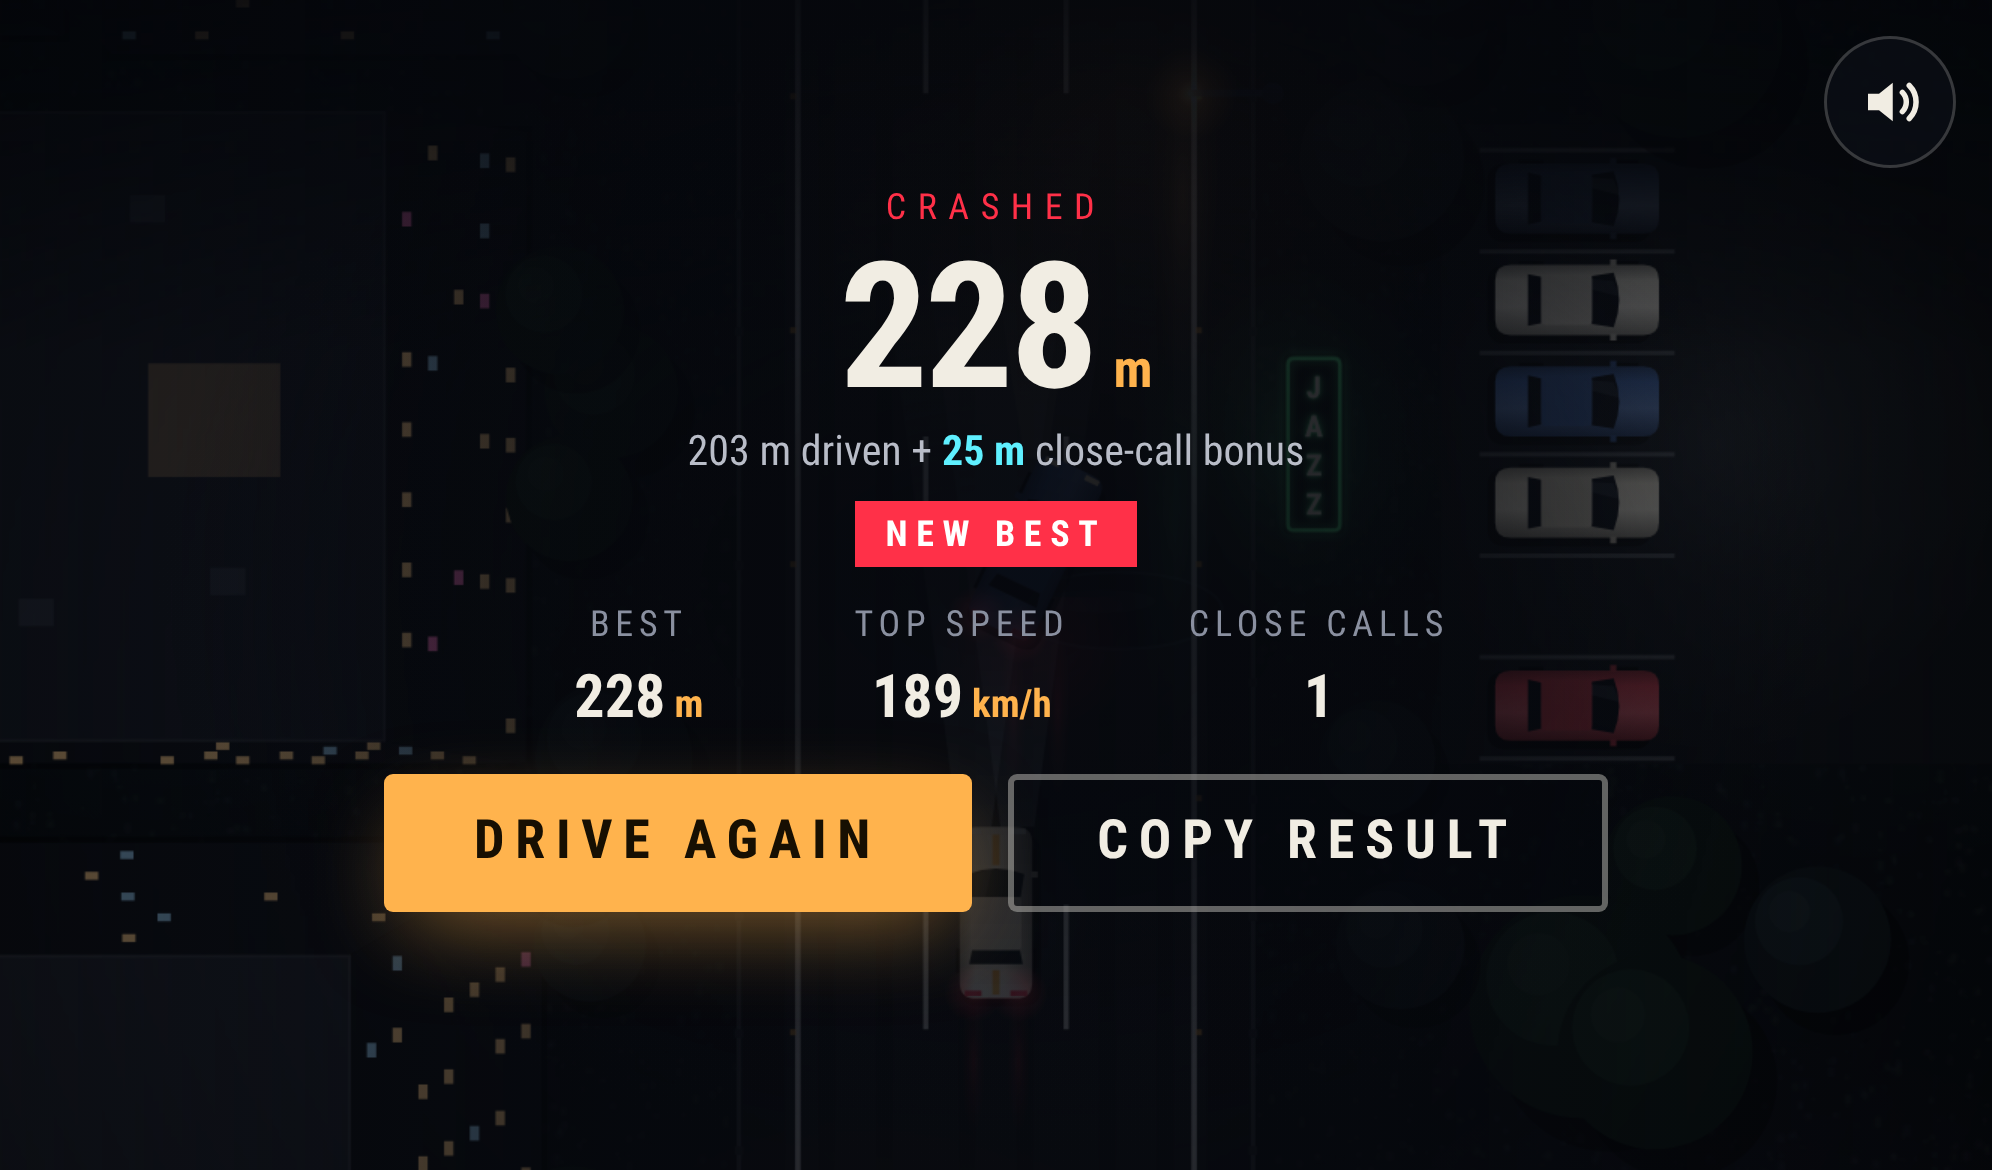 CRASHED
228 m
203 m driven + 25 m close-call bonus
NEW BEST
BEST
TOP SPEED
CLOSE CALLS
228 m
189 km/h
1
DRIVE AGAIN
COPY RESULT
JAZZ